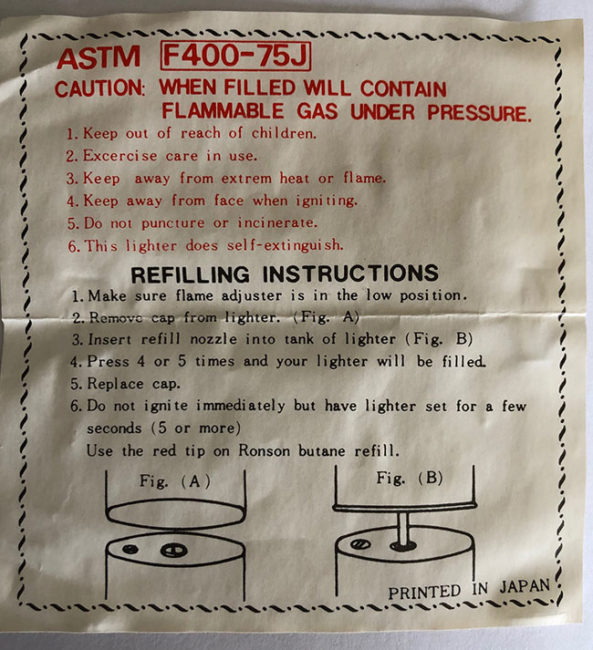 ASTM F400-75J
CAUTION: WHEN FILLED WILL CONTAIN
FLAMMABLE GAS UNDER PRESSURE.
1. Keep out of reach of children.
2. Excercise care in use.
3. Keep away from extrem heat or flame.
4. Keep away from face when igniting.
5. Do not puncture or incinerate.
6. This lighter does self-extinguish.
REFILLING INSTRUCTIONS
1. Make sure flame adjuster is in the low position.
2. Remove cap from lighter. (Fig. A)
3. Insert refill nozzle into tank of lighter (Fig. B)
4. Press 4 or 5 times and your lighter will be filled.
5. Replace cap.
6. Do not ignite immediately but have lighter set for a few
seconds (5 or more)
Use the red tip on Ronson butane refill.
Fig. (A)
Fig. (B)
PRINTED IN JAPAN